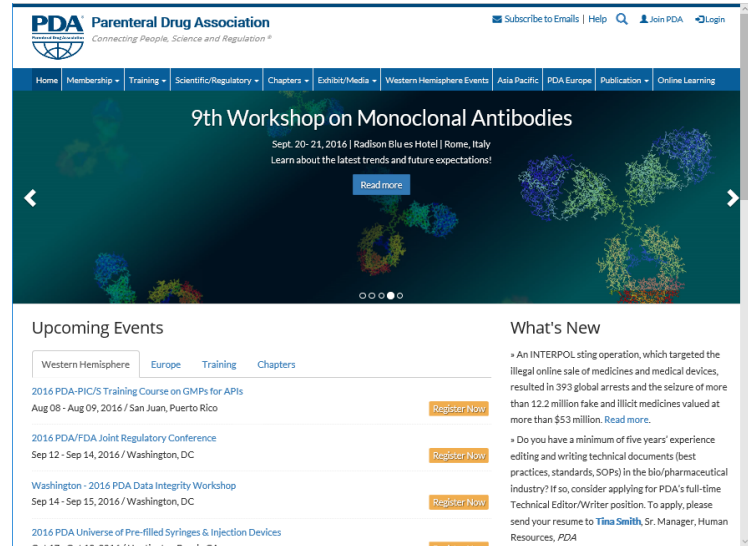 PDA
Parenteral Drug Association
Parenteral Drug Association
Connecting People, Science and Regulation ®
Subscribe to Emails | Help
Join PDA
Login
Home
Membership
Training
Scientific/Regulatory
Chapters
Exhibit/Media
Western Hemisphere Events
Asia Pacific
PDA Europe
Publication
Online Learning
9th Workshop on Monoclonal Antibodies
Sept. 20- 21, 2016 | Radison Blu es Hotel | Rome, Italy
Learn about the latest trends and future expectations!
Read more
Upcoming Events
Western Hemisphere
Europe
Training
Chapters
2016 PDA-PIC/S Training Course on GMPs for APIs
Aug 08 - Aug 09, 2016 / San Juan, Puerto Rico
Register Now
2016 PDA/FDA Joint Regulatory Conference
Sep 12 - Sep 14, 2016 / Washington, DC
Register Now
Washington - 2016 PDA Data Integrity Workshop
Sep 14 - Sep 15, 2016 / Washington, DC
Register Now
2016 PDA Universe of Pre-filled Syringes & Injection Devices
What's New
» An INTERPOL sting operation, which targeted the
illegal online sale of medicines and medical devices,
resulted in 393 global arrests and the seizure of more
than 12.2 million fake and illicit medicines valued at
more than $53 million. Read more.
» Do you have a minimum of five years' experience
editing and writing technical documents (best
practices, standards, SOPs) in the bio/pharmaceutical
industry? If so, consider applying for PDA's full-time
Technical Editor/Writer position. To apply, please
send your resume to Tina Smith, Sr. Manager, Human
Resources, PDA